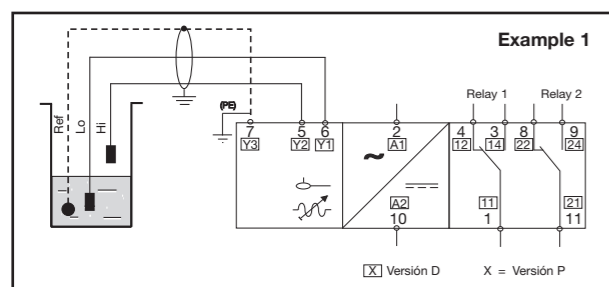 Example 1
Relay 1 Relay 2
Ref
Lo
Hi
(PE)
7 5 6 2 4 3 8 9
Y3 Y2 Y1 A1 12 14 22 24
~
A2 11 21
10 1 11
X Versión D X = Versión P